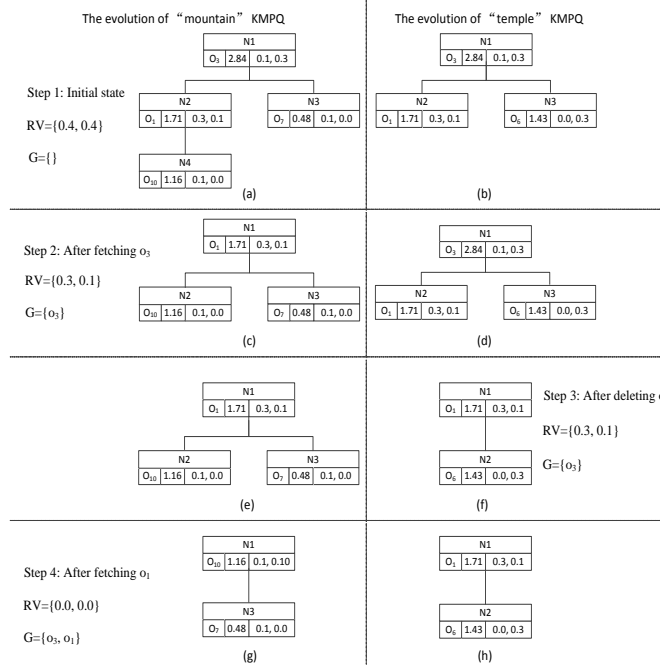 The evolution of “mountain” KMPQ
The evolution of “temple” KMPQ
Step 1: Initial state
RV={0.4, 0.4}
G={}
N1
O3 2.84 0.1, 0.3
N2
O1 1.71 0.3, 0.1
N3
O7 0.48 0.1, 0.0
N4
O10 1.16 0.1, 0.0
(a)
N1
O3 2.84 0.1, 0.3
N2
O1 1.71 0.3, 0.1
N3
O6 1.43 0.0, 0.3
(b)
Step 2: After fetching o3
RV={0.3, 0.1}
G={o3}
N1
O1 1.71 0.3, 0.1
N2
O10 1.16 0.1, 0.0
N3
O7 0.48 0.1, 0.0
(c)
N1
O3 2.84 0.1, 0.3
N2
O1 1.71 0.3, 0.1
N3
O6 1.43 0.0, 0.3
(d)
N1
O1 1.71 0.3, 0.1
N2
O10 1.16 0.1, 0.0
N3
O7 0.48 0.1, 0.0
(e)
N1
O1 1.71 0.3, 0.1
N2
O6 1.43 0.0, 0.3
(f)
Step 3: After deleting
RV={0.3, 0.1}
G={o3}
Step 4: After fetching o1
RV={0.0, 0.0}
G={o3, o1}
N1
O10 1.16 0.1, 0.10
N3
O7 0.48 0.1, 0.0
(g)
N1
O1 1.71 0.3, 0.1
N2
O6 1.43 0.0, 0.3
(h)